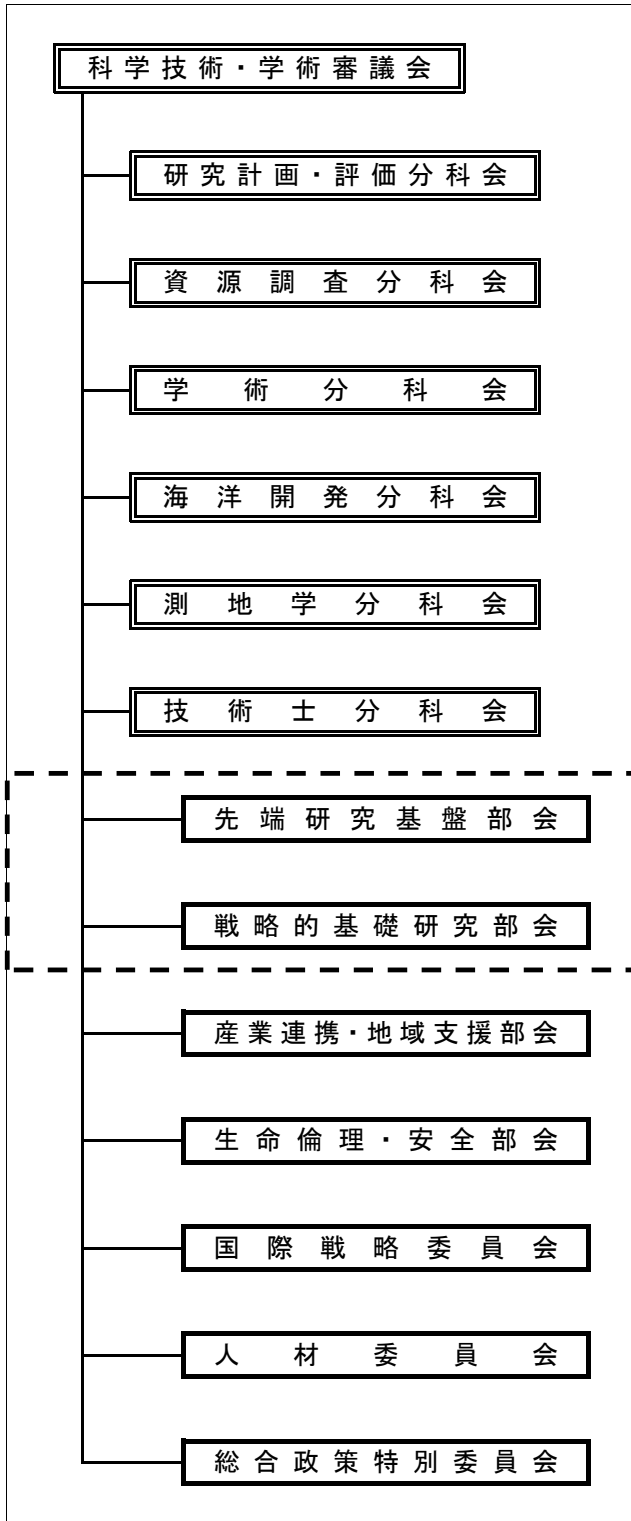 科学技術・学術審議会
研究計画・評価分科会
資源調査分科会
学術分科会
海洋開発分科会
測地学分科会
技術士分科会
先端研究基盤部会
戦略的基礎研究部会
産業連携・地域支援部会
生命倫理・安全部会
国際戦略委員会
人材委員会
総合政策特別委員会